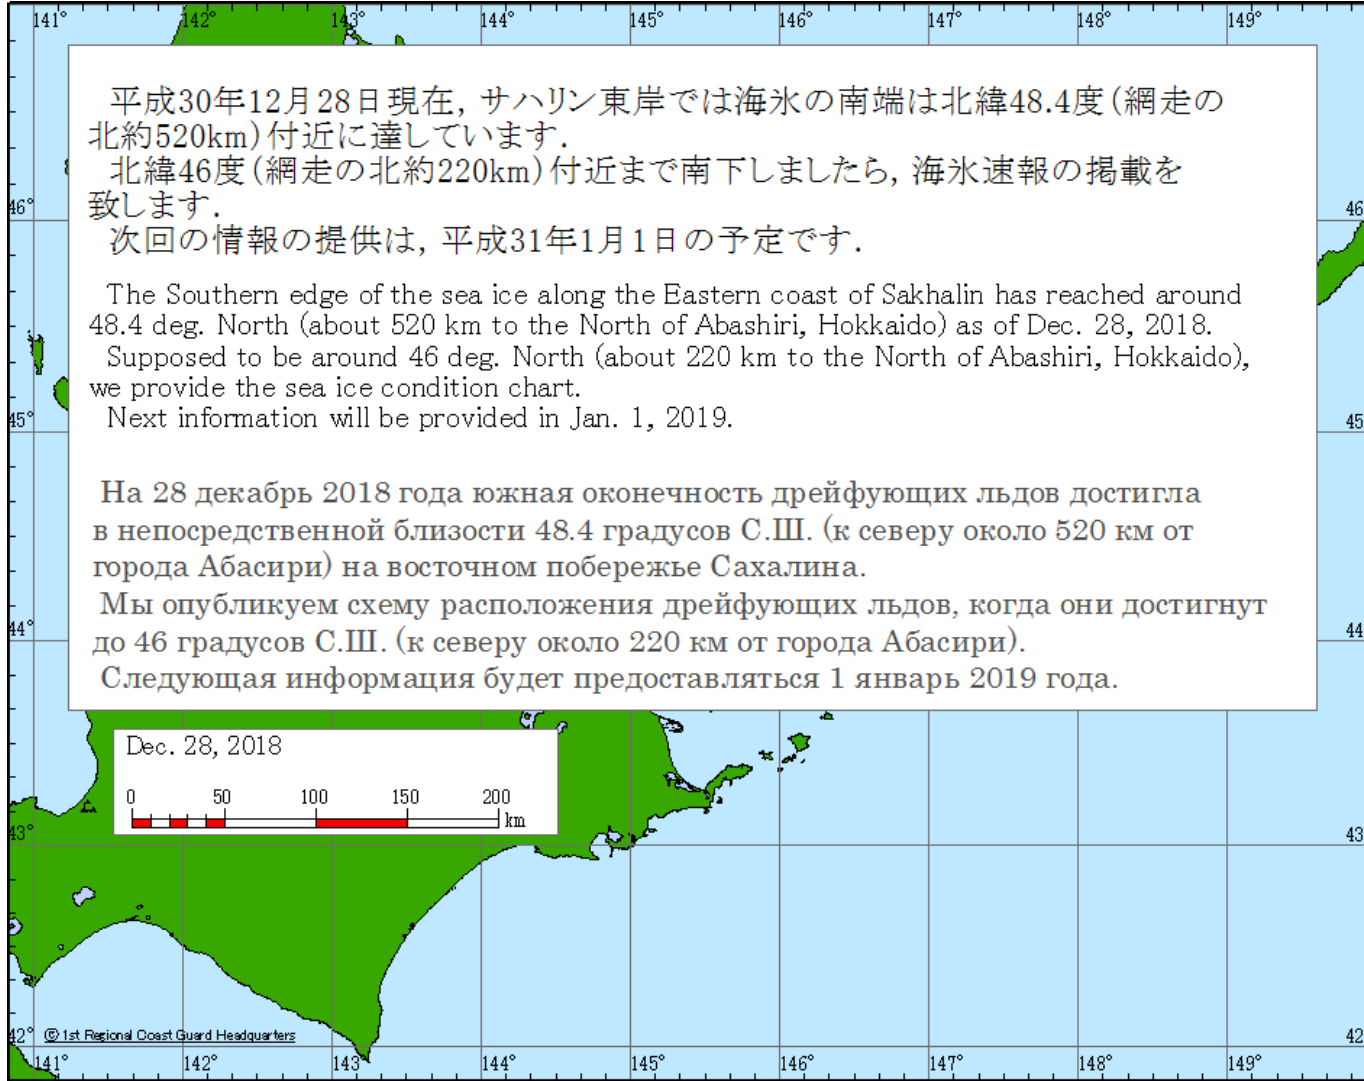 141° 142° 143° 144° 145° 146° 147° 148° 149°
平成30年12月28日現在, サハリン東岸では海氷の南端は北緯48.4度(網走の
北約520km)付近に達しています.
北緯46度(網走の北約220km)付近まで南下しましたら, 海氷速報の掲載を
致します.
次回の情報の提供は, 平成31年1月1日の予定です.
46° 46
The Southern edge of the sea ice along the Eastern coast of Sakhalin has reached around
48.4 deg. North (about 520 km to the North of Abashiri, Hokkaido) as of Dec. 28, 2018.
Supposed to be around 46 deg. North (about 220 km to the North of Abashiri, Hokkaido),
we provide the sea ice condition chart.
Next information will be provided in Jan. 1, 2019.
45° 45
На 28 декабрь 2018 года южная оконечность дрейфующих льдов достигла
в непосредственной близости 48.4 градусов С.Ш. (к северу около 520 км от
города Абасири) на восточном побережье Сахалина.
Мы опубликуем схему расположения дрейфующих льдов, когда они достигнут
до 46 градусов С.Ш. (к северу около 220 км от города Абасири).
Следующая информация будет предоставляться 1 январь 2019 года.
44° 44
Dec. 28, 2018
0 50 100 150 200
km
43° 43
42° 42
© 1st Regional Coast Guard Headquarters
141° 142° 143° 144° 145° 146° 147° 148° 149°